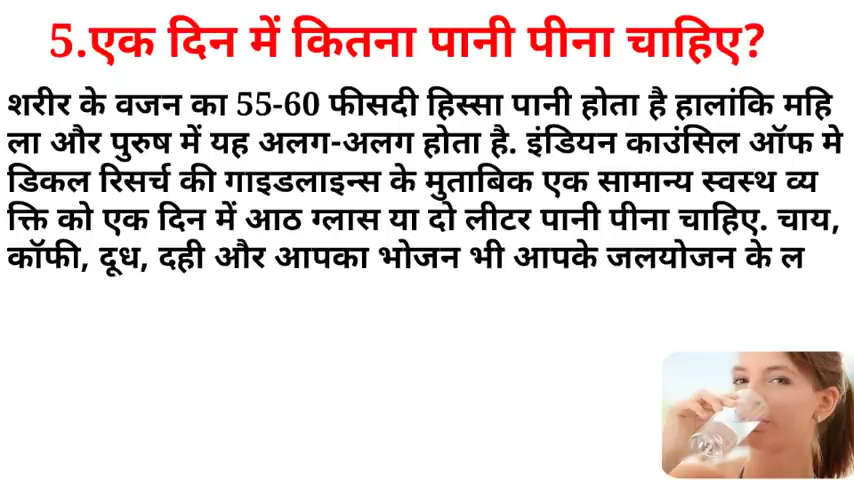 5.एक दिन में कितना पानी पीना चाहिए?
शरीर के वजन का 55-60 फीसदी हिस्सा पानी होता है हालांकि महि
ला और पुरुष में यह अलग-अलग होता है. इंडियन काउंसिल ऑफ मे
डिकल रिसर्च की गाइडलाइन्स के मुताबिक एक सामान्य स्वस्थ व्य
क्ति को एक दिन में आठ ग्लास या दो लीटर पानी पीना चाहिए. चाय,
कॉफी, दूध, दही और आपका भोजन भी आपके जलयोजन के ल